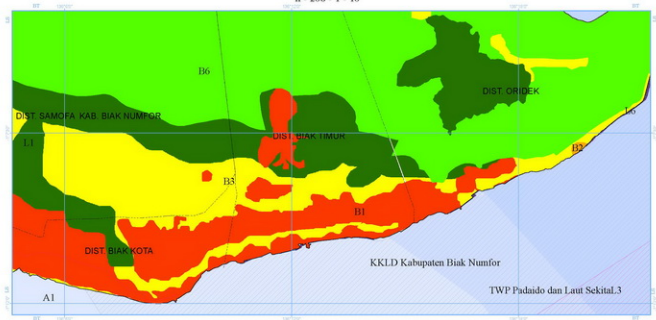 B6
DIST. ORIDEK
DIST. SAMOFA KAB. BIAK NUMFOR
L6
DIST. BIAK TIMUR
L1
B2
B3
B1
DIST. BIAK KOTA
KKLD Kabupaten Biak Numfor
TWP Padaido dan Laut SekitaL3
A1